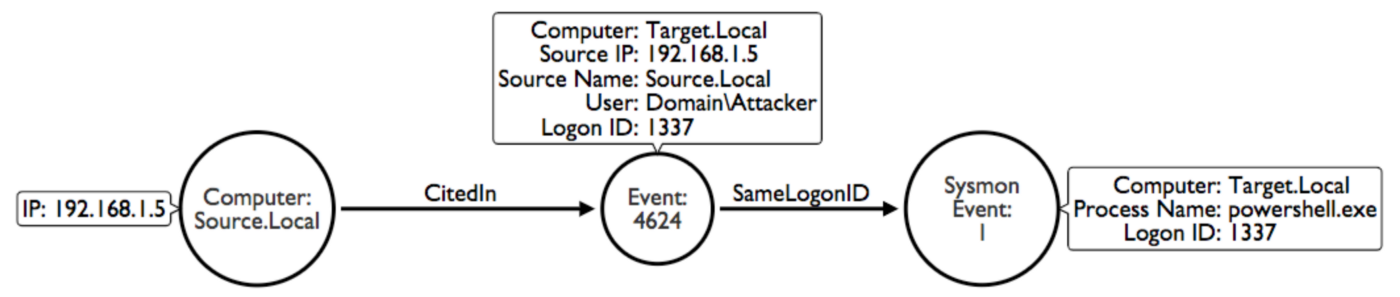 IP: 192.168.1.5
Computer:
Source.Local
CitedIn
Computer: Target.Local
Source IP: 192.168.1.5
Source Name: Source.Local
User: Domain\Attacker
Logon ID: 1337
Event:
4624
SameLogonID
Sysmon
Event:
1
Computer: Target.Local
Process Name: powershell.exe
Logon ID: 1337